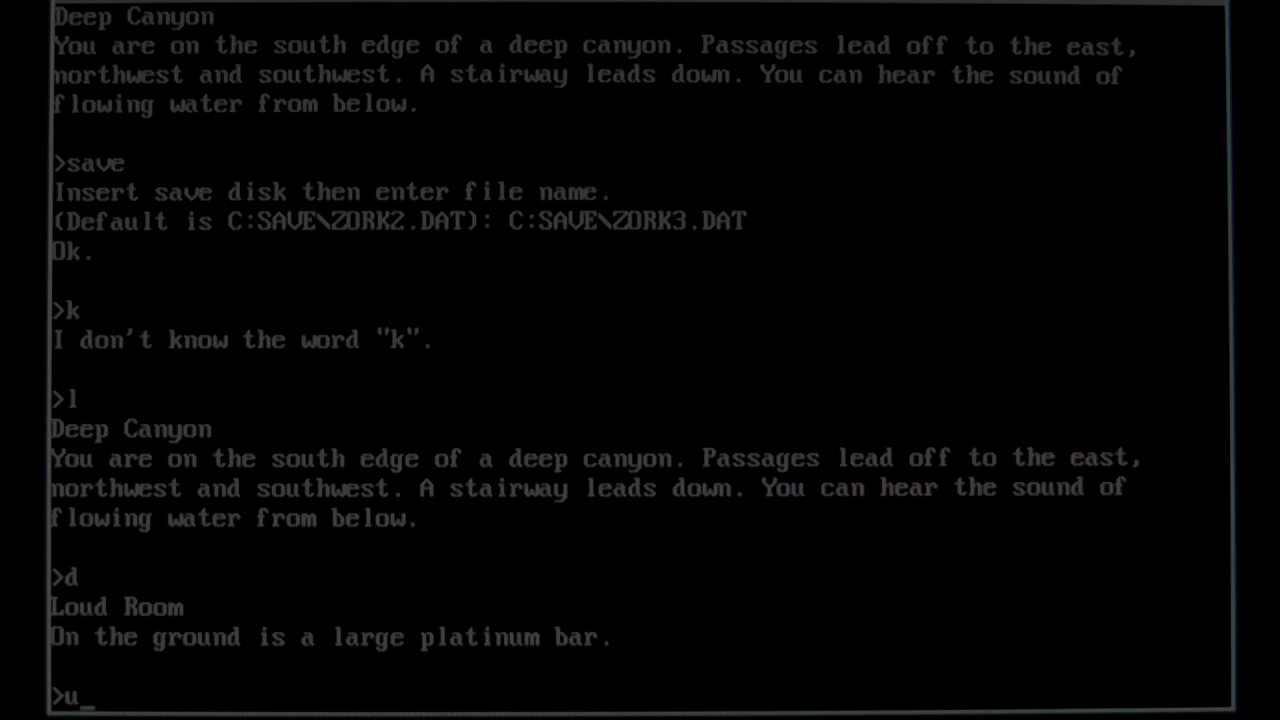 Deep Canyon
You are on the south edge of a deep canyon. Passages lead off to the east,
northwest and southwest. A stairway leads down. You can hear the sound of
flowing water from below.
>save
Insert save disk then enter file name.
(Default is C:SAVE\ZORK2.DAT): C:SAVE\ZORK3.DAT
Ok.
>k
I don't know the word "k".
>l
Deep Canyon
You are on the south edge of a deep canyon. Passages lead off to the east,
northwest and southwest. A stairway leads down. You can hear the sound of
flowing water from below.
>d
Loud Room
On the ground is a large platinum bar.
>u_